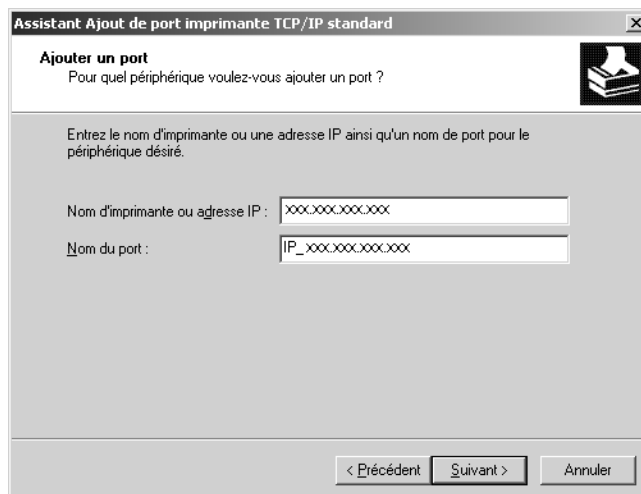 Assistant Ajout de port imprimante TCP/IP standard
Ajouter un port
Pour quel périphérique voulez-vous ajouter un port ?
Entrez le nom d'imprimante ou une adresse IP ainsi qu'un nom de port pour le
périphérique désiré.
Nom d'imprimante ou adresse IP : xxx.xxx.xxx.xxx
Nom du port : IP_xxx.xxx.xxx.xxx
< Précédent Suivant > Annuler